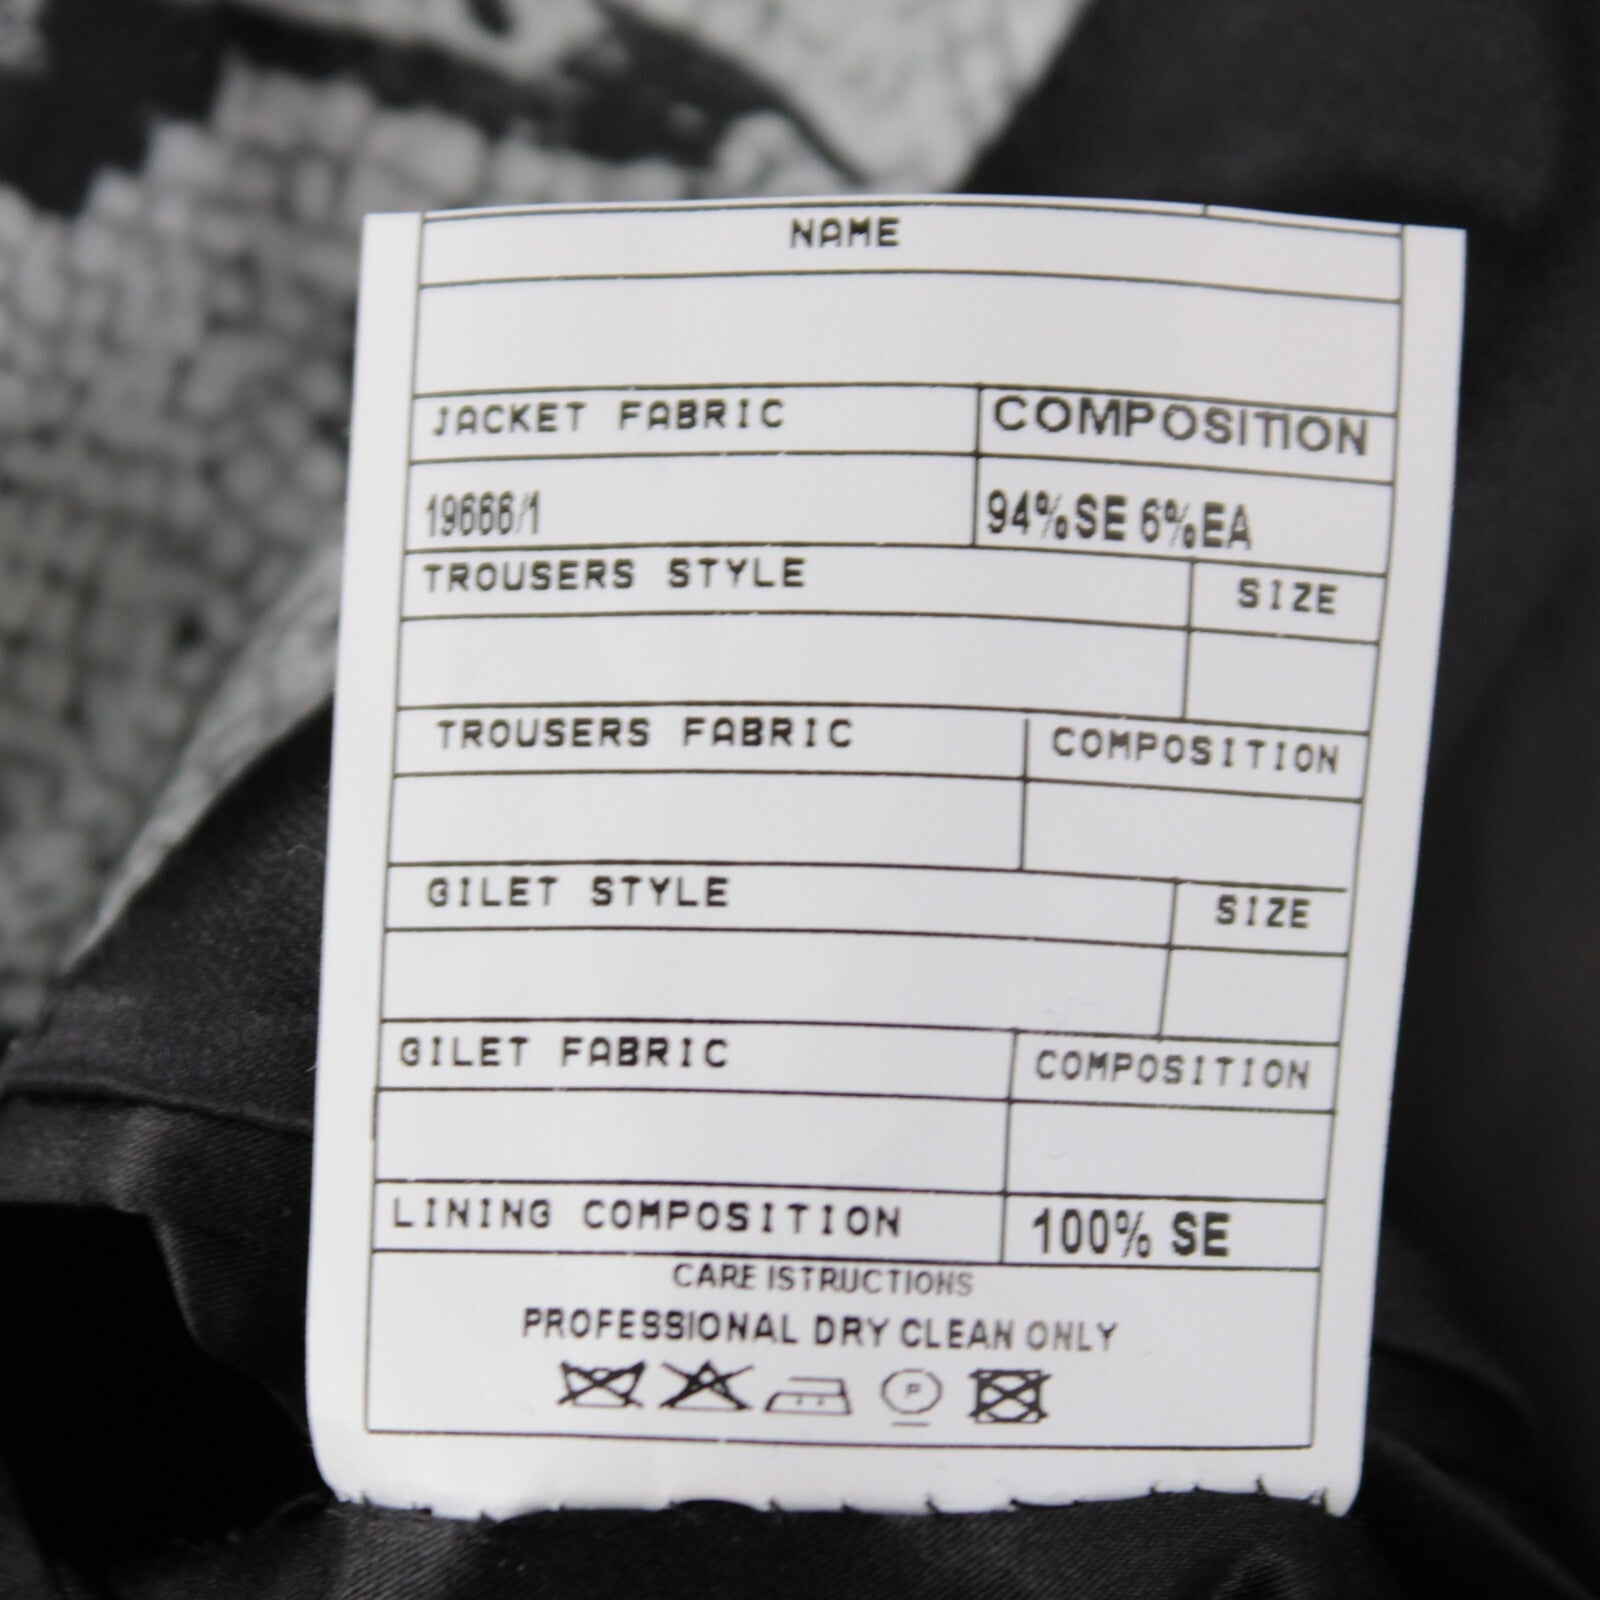 NAME
JACKET FABRIC COMPOSITION
19666/1 94% SE 6% EA
TROUSERS STYLE SIZE
TROUSERS FABRIC COMPOSITION
GILET STYLE SIZE
GILET FABRIC COMPOSITION
LINING COMPOSITION 100% SE
CARE ISTRUCTIONS
PROFESSIONAL DRY CLEAN ONLY
P